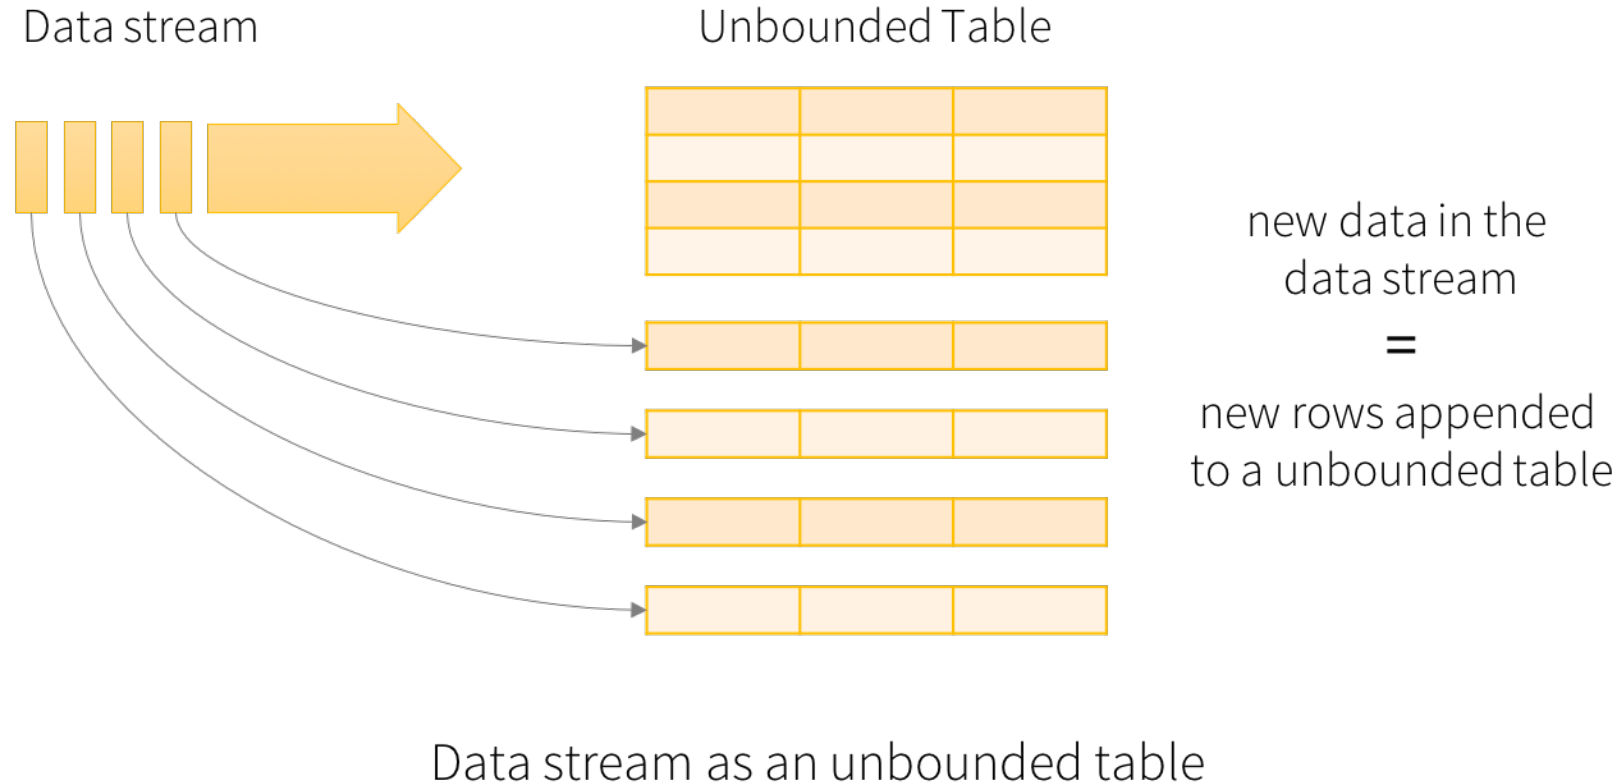 Data stream
Unbounded Table
new data in the
data stream
=
new rows appended
to a unbounded table
Data stream as an unbounded table